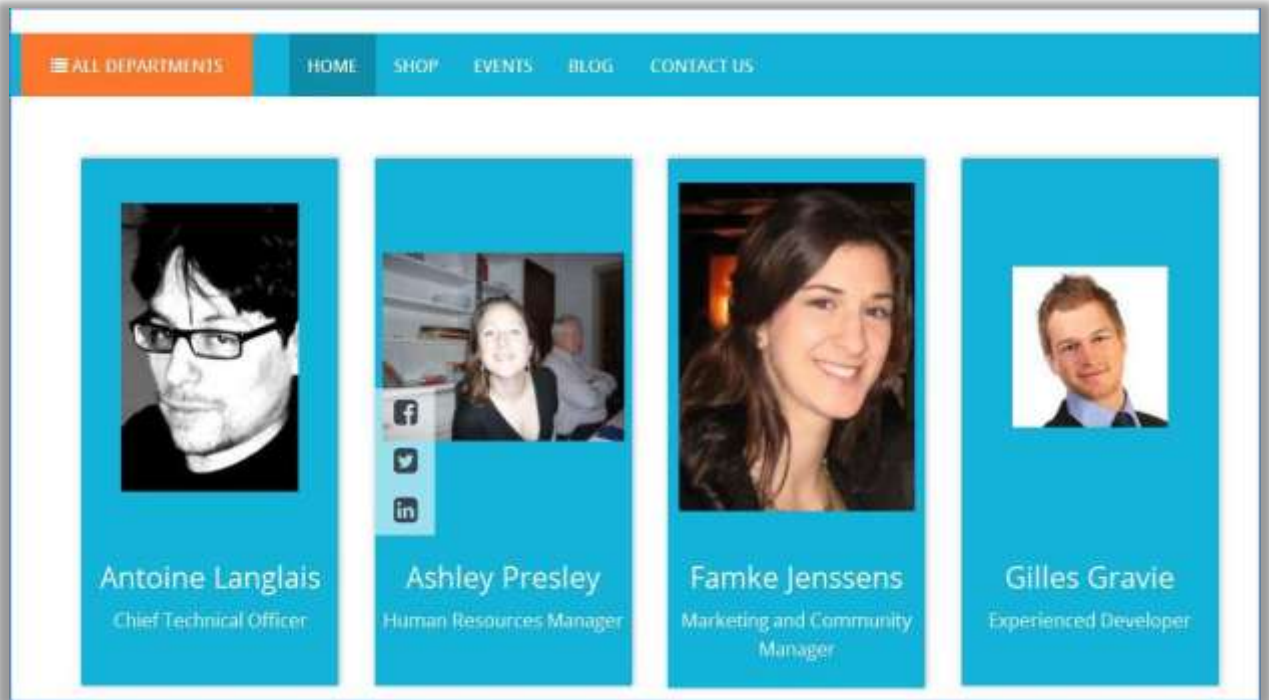 ALL DEPARTMENTS HOME SHOP EVENTS BLOG CONTACT US
Antoine Langlais
Chief Technical Officer
Ashley Presley
Human Resources Manager
Famke Jenssens
Marketing and Community
Manager
Gilles Gravie
Experienced Developer